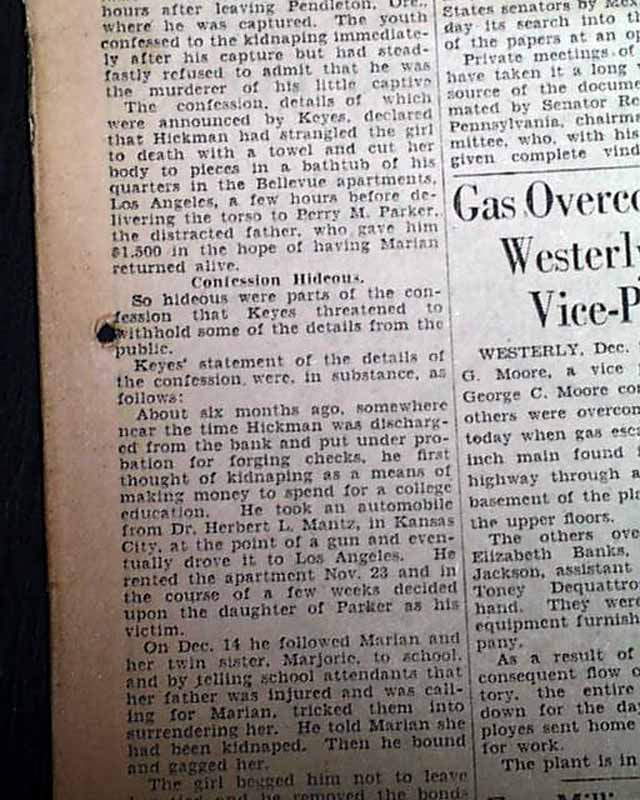 hours after leaving Pendleton, Ore.,
where he was captured. The youth
confessed to the kidnaping immediate-
ly after his capture but had stead-
fastly refused to admit that he was
the murderer of his little captive
The confession, details of which
were announced by Keyes, declared
that Hickman had strangled the girl
to death with a towel and cut her
body to pieces in a bathtub of his
quarters in the Bellevue apartments,
Los Angeles, a few hours before de-
livering the torso to Perry M. Parker,
the distracted father, who gave him
$1,500 in the hope of having Marian
returned alive.
Confession Hideous.
So hideous were parts of the con-
fession that Keyes threatened to
withhold some of the details from the
public.
Keyes' statement of the details of
the confession were, in substance, as
follows:
About six months ago, somewhere
near the time Hickman was discharg-
ed from the bank and put under pro-
bation for forging checks, he first
thought of kidnaping as a means of
making money to spend for a college
education. He took an automobile
from Dr. Herbert L. Mantz, in Kansas
City, at the point of a gun and even-
tually drove it to Los Angeles. He
rented the apartment Nov. 23 and in
the course of a few weeks decided
upon the daughter of Parker as his
victim.
On Dec. 14 he followed Marian and
her twin sister, Marjorie, to school,
and by telling school attendants that
her father was injured and was call-
ing for Marian, tricked them into
surrendering her. He told Marian she
had been kidnaped. Then he bound
and gagged her.
The girl begged him not to leave
and he removed the bonds
States senators by Mex
day its search into th
of the papers at an op
Private meetings of
have taken it a long
source of the docume
mated by Senator Re
Pennsylvania, chairma
mittee, who, with his
given complete vind
Gas Overco
Westerly
Vice-P
WESTERLY, Dec.
G. Moore, a vice
George C. Moore co
others were overcom
today when gas esca
inch main found i
highway through a
basement of the pla
the upper floors.
The others ove
Elizabeth Banks,
Jackson, assistant
Toney Dequattro
hand. They were
equipment furnish
pany.
As a result of
consequent flow o
tory, the entire
down for the da
ployes sent home
for work.
The plant is in